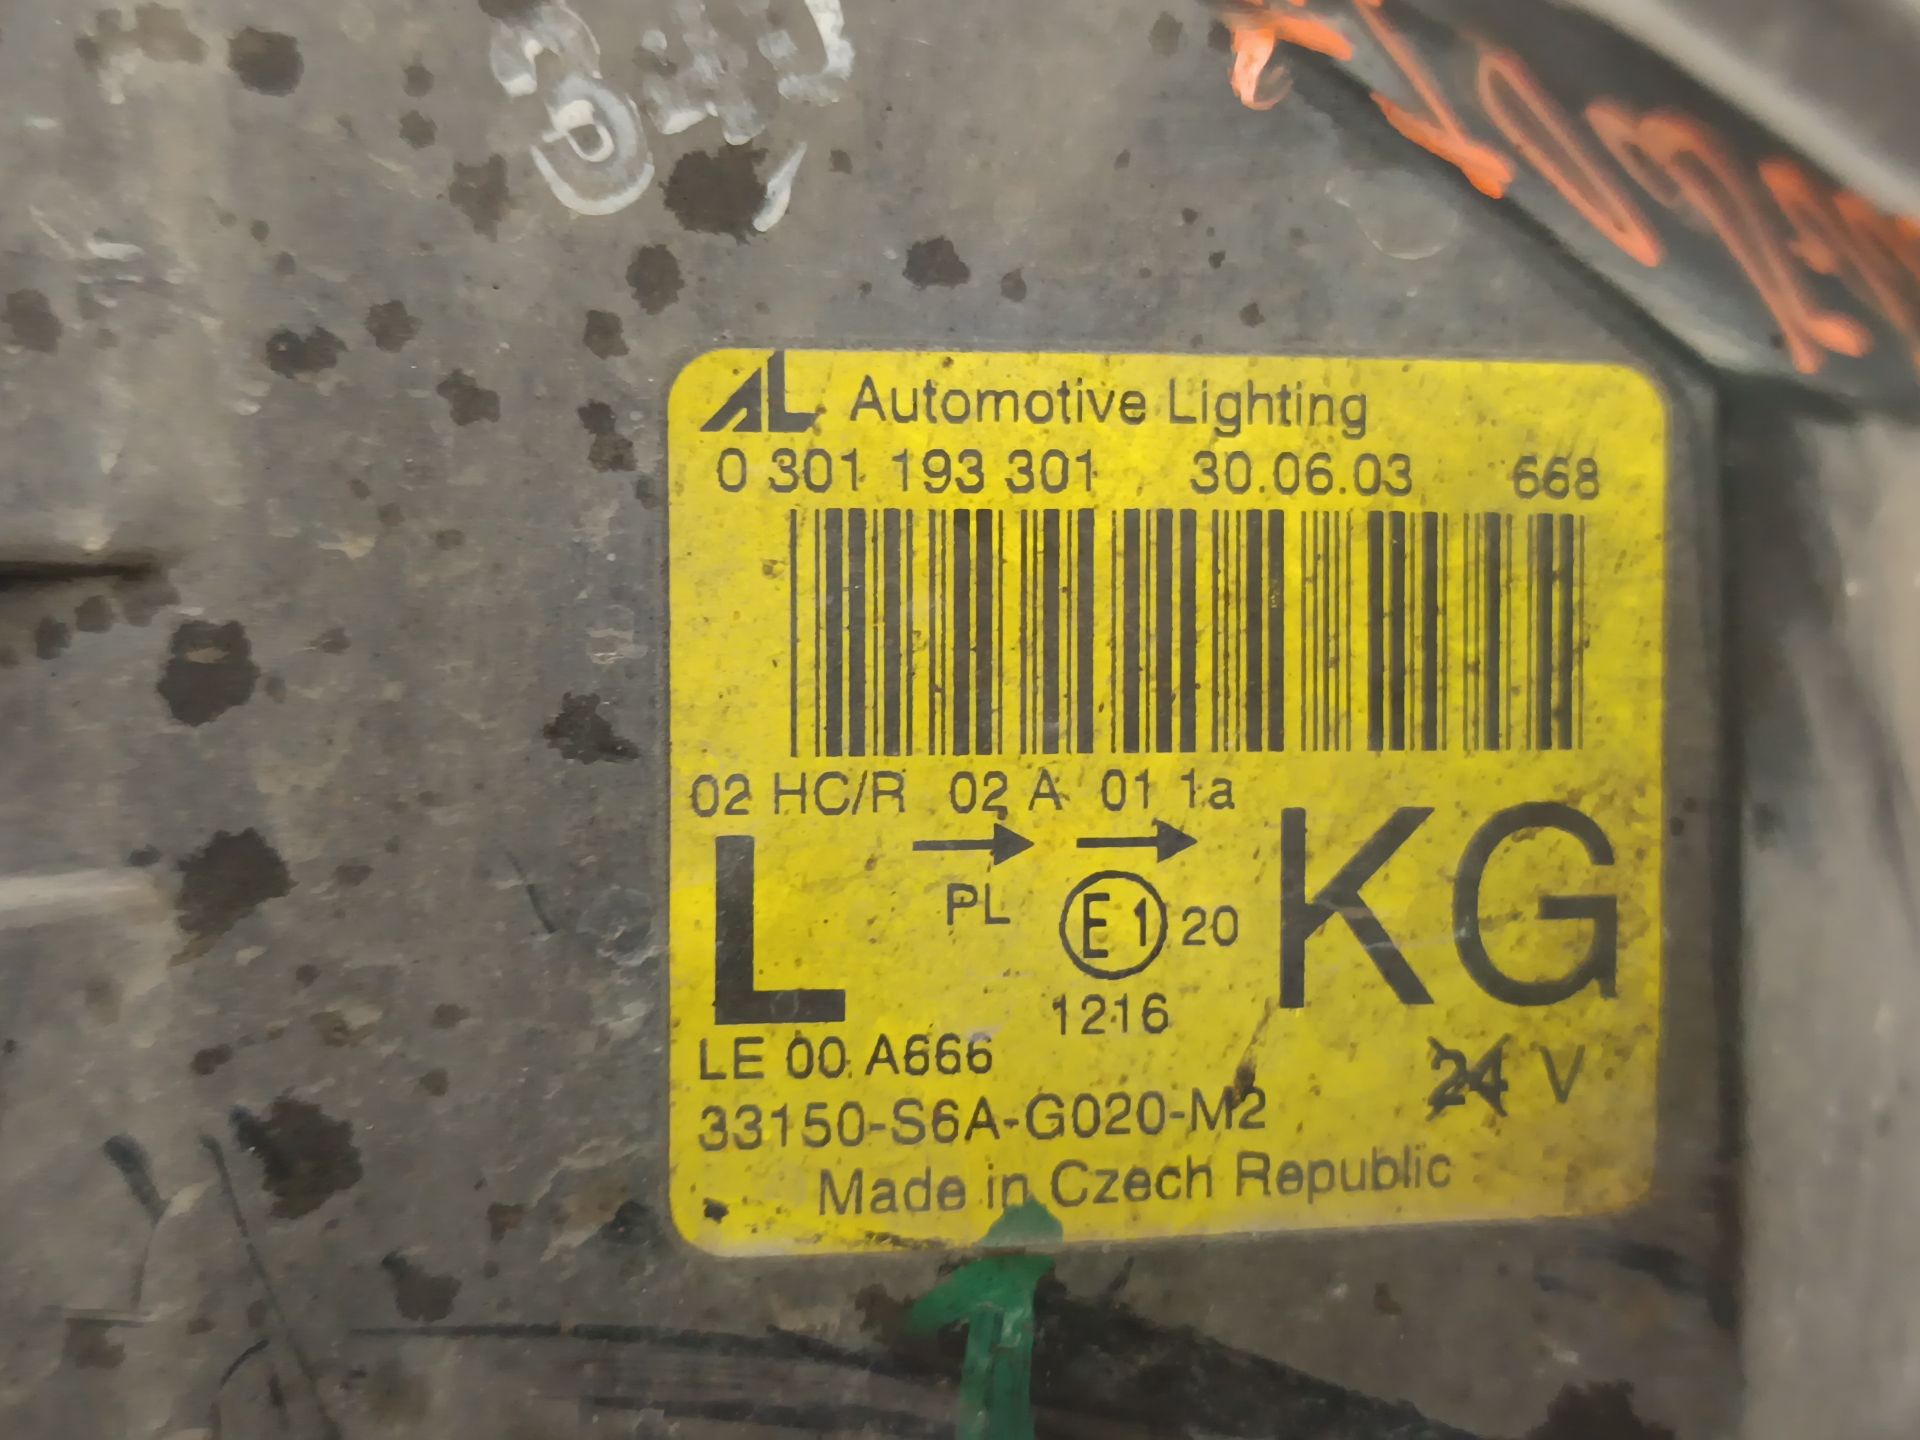 AL Automotive Lighting
0 301 193 301 30.06.03 668
02 HC/R 02 A 01 1a
L PL E1 20 KG
1216
LE 00 A666
24 V
33150-S6A-G020-M2
Made in Czech Republic
1